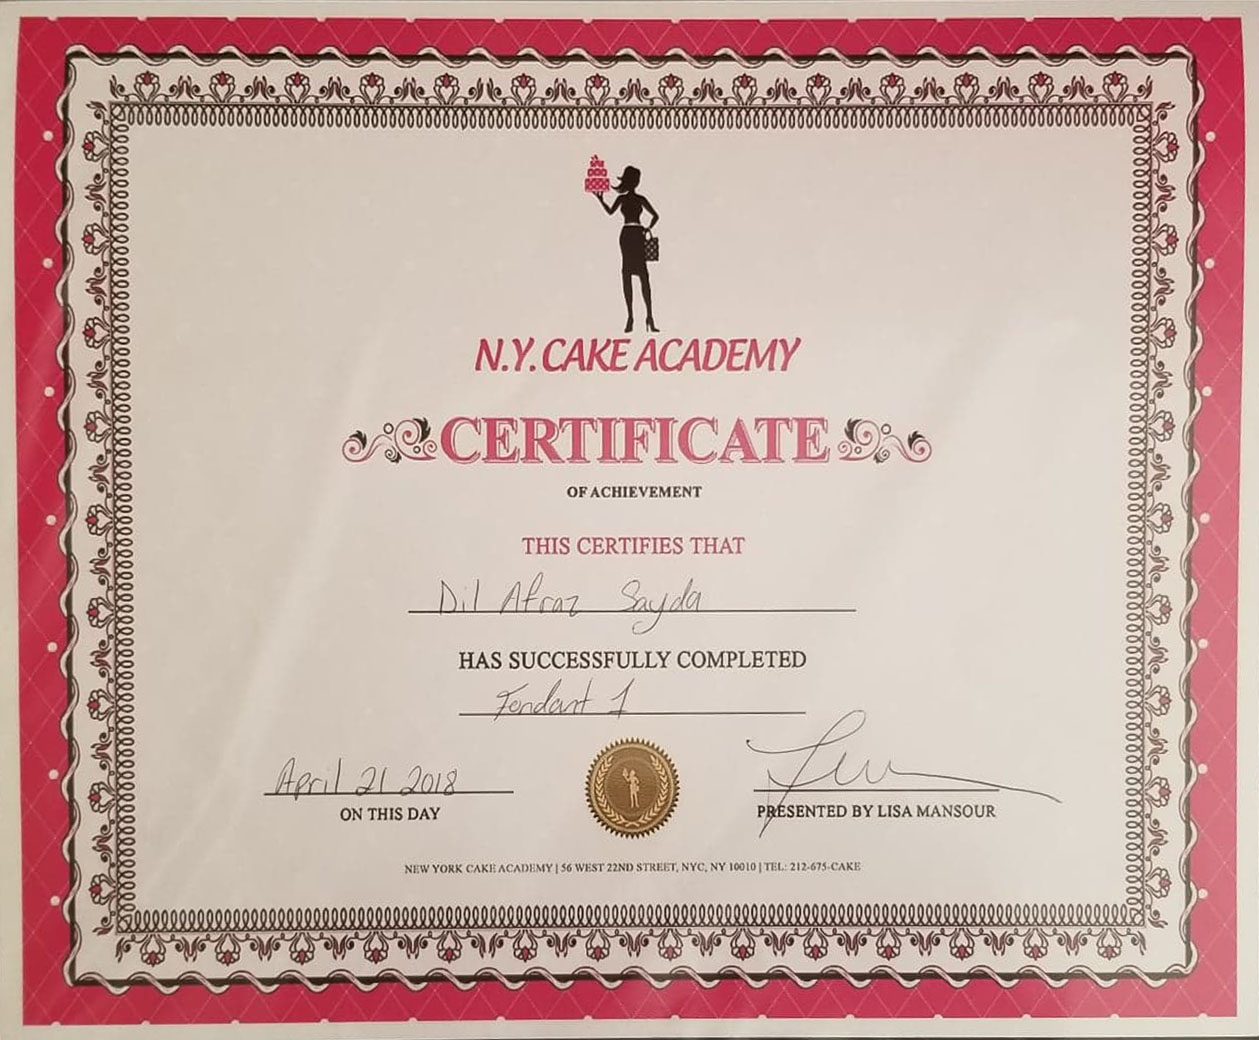 N.Y. CAKE ACADEMY
CERTIFICATE
OF ACHIEVEMENT
THIS CERTIFIES THAT
Dil Afraz Sayda
HAS SUCCESSFULLY COMPLETED
Fondant 1
April 21 2018
ON THIS DAY
PRESENTED BY LISA MANSOUR
NEW YORK CAKE ACADEMY | 56 WEST 22ND STREET, NYC, NY 10010 | TEL: 212-675-CAKE